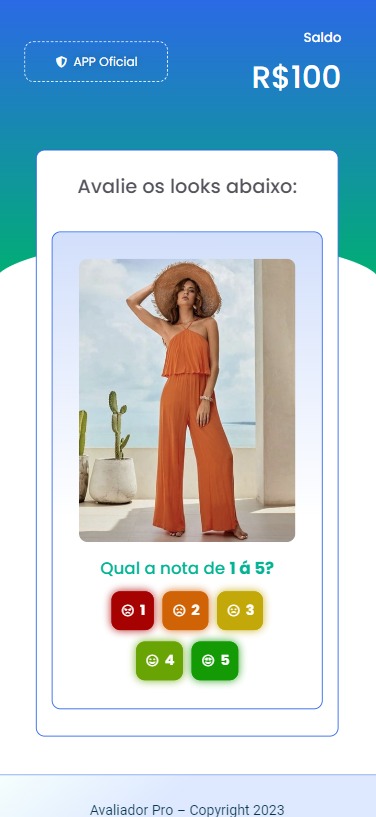 Saldo
APP Oficial
R$100
Avalie os looks abaixo:
Qual a nota de 1 á 5?
1 2 3
4 5
Avaliador Pro – Copyright 2023